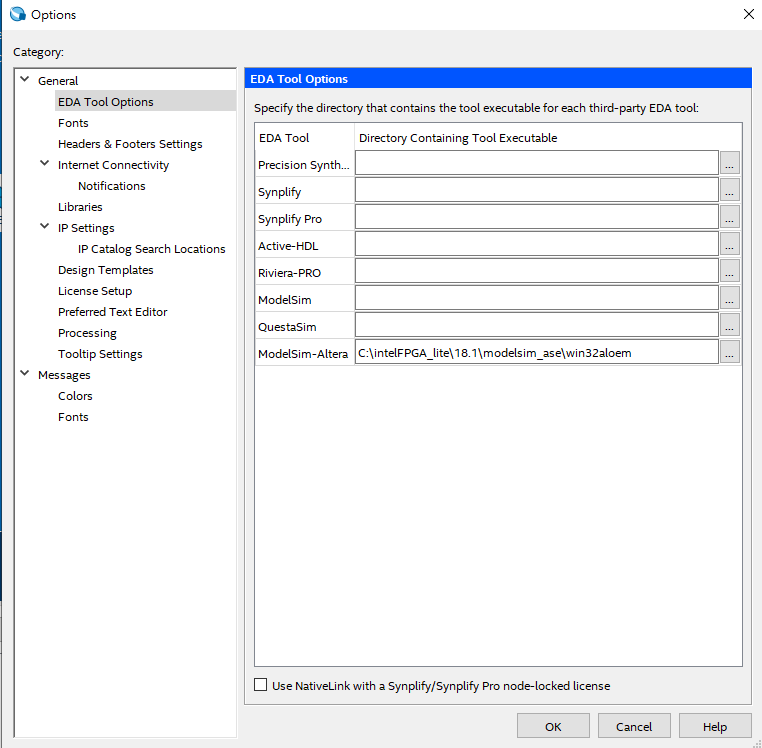 Options
Category:
General
EDA Tool Options
Fonts
Headers & Footers Settings
Internet Connectivity
Notifications
Libraries
IP Settings
IP Catalog Search Locations
Design Templates
License Setup
Preferred Text Editor
Processing
Tooltip Settings
Messages
Colors
Fonts
EDA Tool Options
Specify the directory that contains the tool executable for each third-party EDA tool:
EDA Tool Directory Containing Tool Executable
Precision Synth... ...
Synplify ...
Synplify Pro ...
Active-HDL ...
Riviera-PRO ...
ModelSim ...
QuestaSim ...
ModelSim-Altera C:\intelFPGA_lite\18.1\modelsim_ase\win32aloem ...
Use NativeLink with a Synplify/Synplify Pro node-locked license
OK Cancel Help